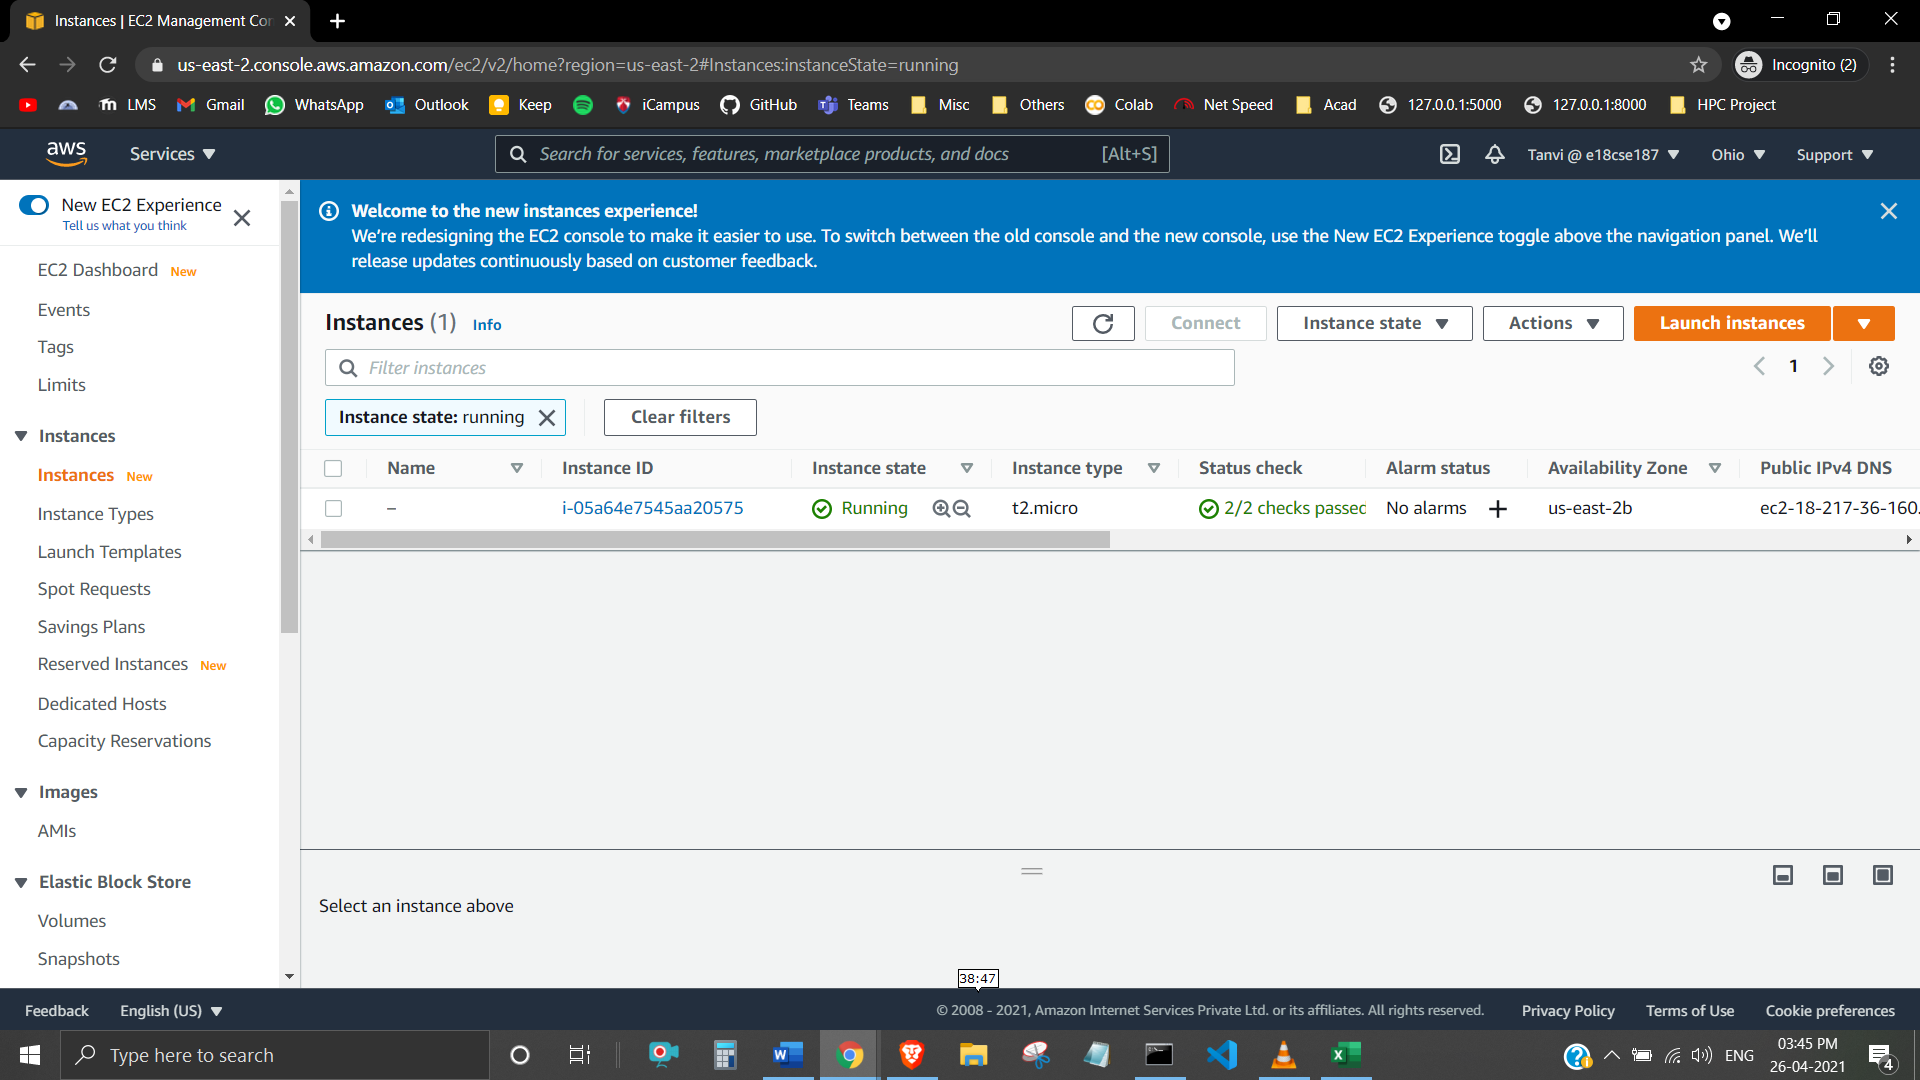 Instances | EC2 Management Con
us-east-2.console.aws.amazon.com/ec2/v2/home?region=us-east-2#Instances:instanceState=running
Incognito (2)
LMS Gmail WhatsApp Outlook Keep iCampus GitHub Teams Misc Others Colab Net Speed Acad 127.0.0.1:5000 127.0.0.1:8000 HPC Project
aws Services Search for services, features, marketplace products, and docs [Alt+S] Tanvi @ e18cse187 Ohio Support
New EC2 Experience
Tell us what you think
EC2 Dashboard New
Events
Tags
Limits
Instances
Instances New
Instance Types
Launch Templates
Spot Requests
Savings Plans
Reserved Instances New
Dedicated Hosts
Capacity Reservations
Images
AMIs
Elastic Block Store
Volumes
Snapshots
Welcome to the new instances experience!
We're redesigning the EC2 console to make it easier to use. To switch between the old console and the new console, use the New EC2 Experience toggle above the navigation panel. We'll
release updates continuously based on customer feedback.
Instances (1) Info Connect Instance state Actions Launch instances
Filter instances 1
Instance state: running Clear filters
Name Instance ID Instance state Instance type Status check Alarm status Availability Zone Public IPv4 DNS
– i-05a64e7545aa20575 Running t2.micro 2/2 checks passed No alarms + us-east-2b ec2-18-217-36-160.
Select an instance above
38:47
Feedback English (US) © 2008 - 2021, Amazon Internet Services Private Ltd. or its affiliates. All rights reserved. Privacy Policy Terms of Use Cookie preferences
Type here to search ENG 03:45 PM
26-04-2021 4